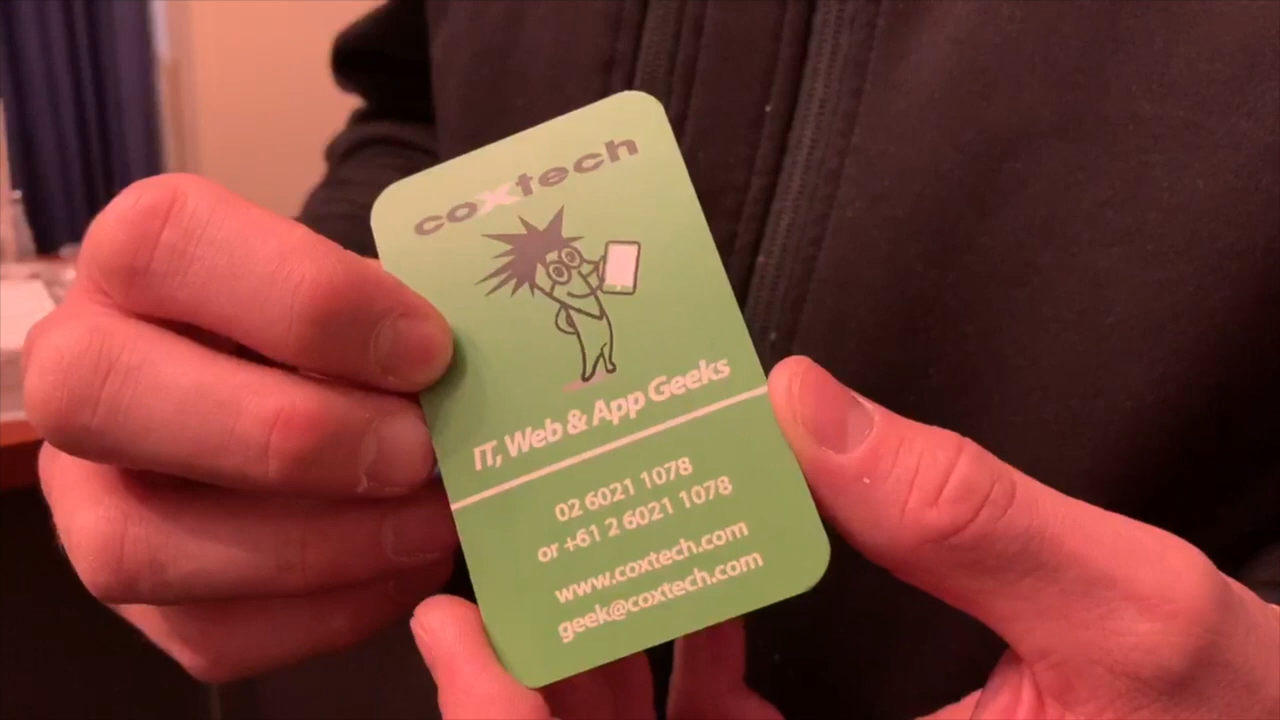 coxtech
IT, Web & App Geeks
02 6021 1078
or +61 2 6021 1078
www.coxtech.com
geek@coxtech.com